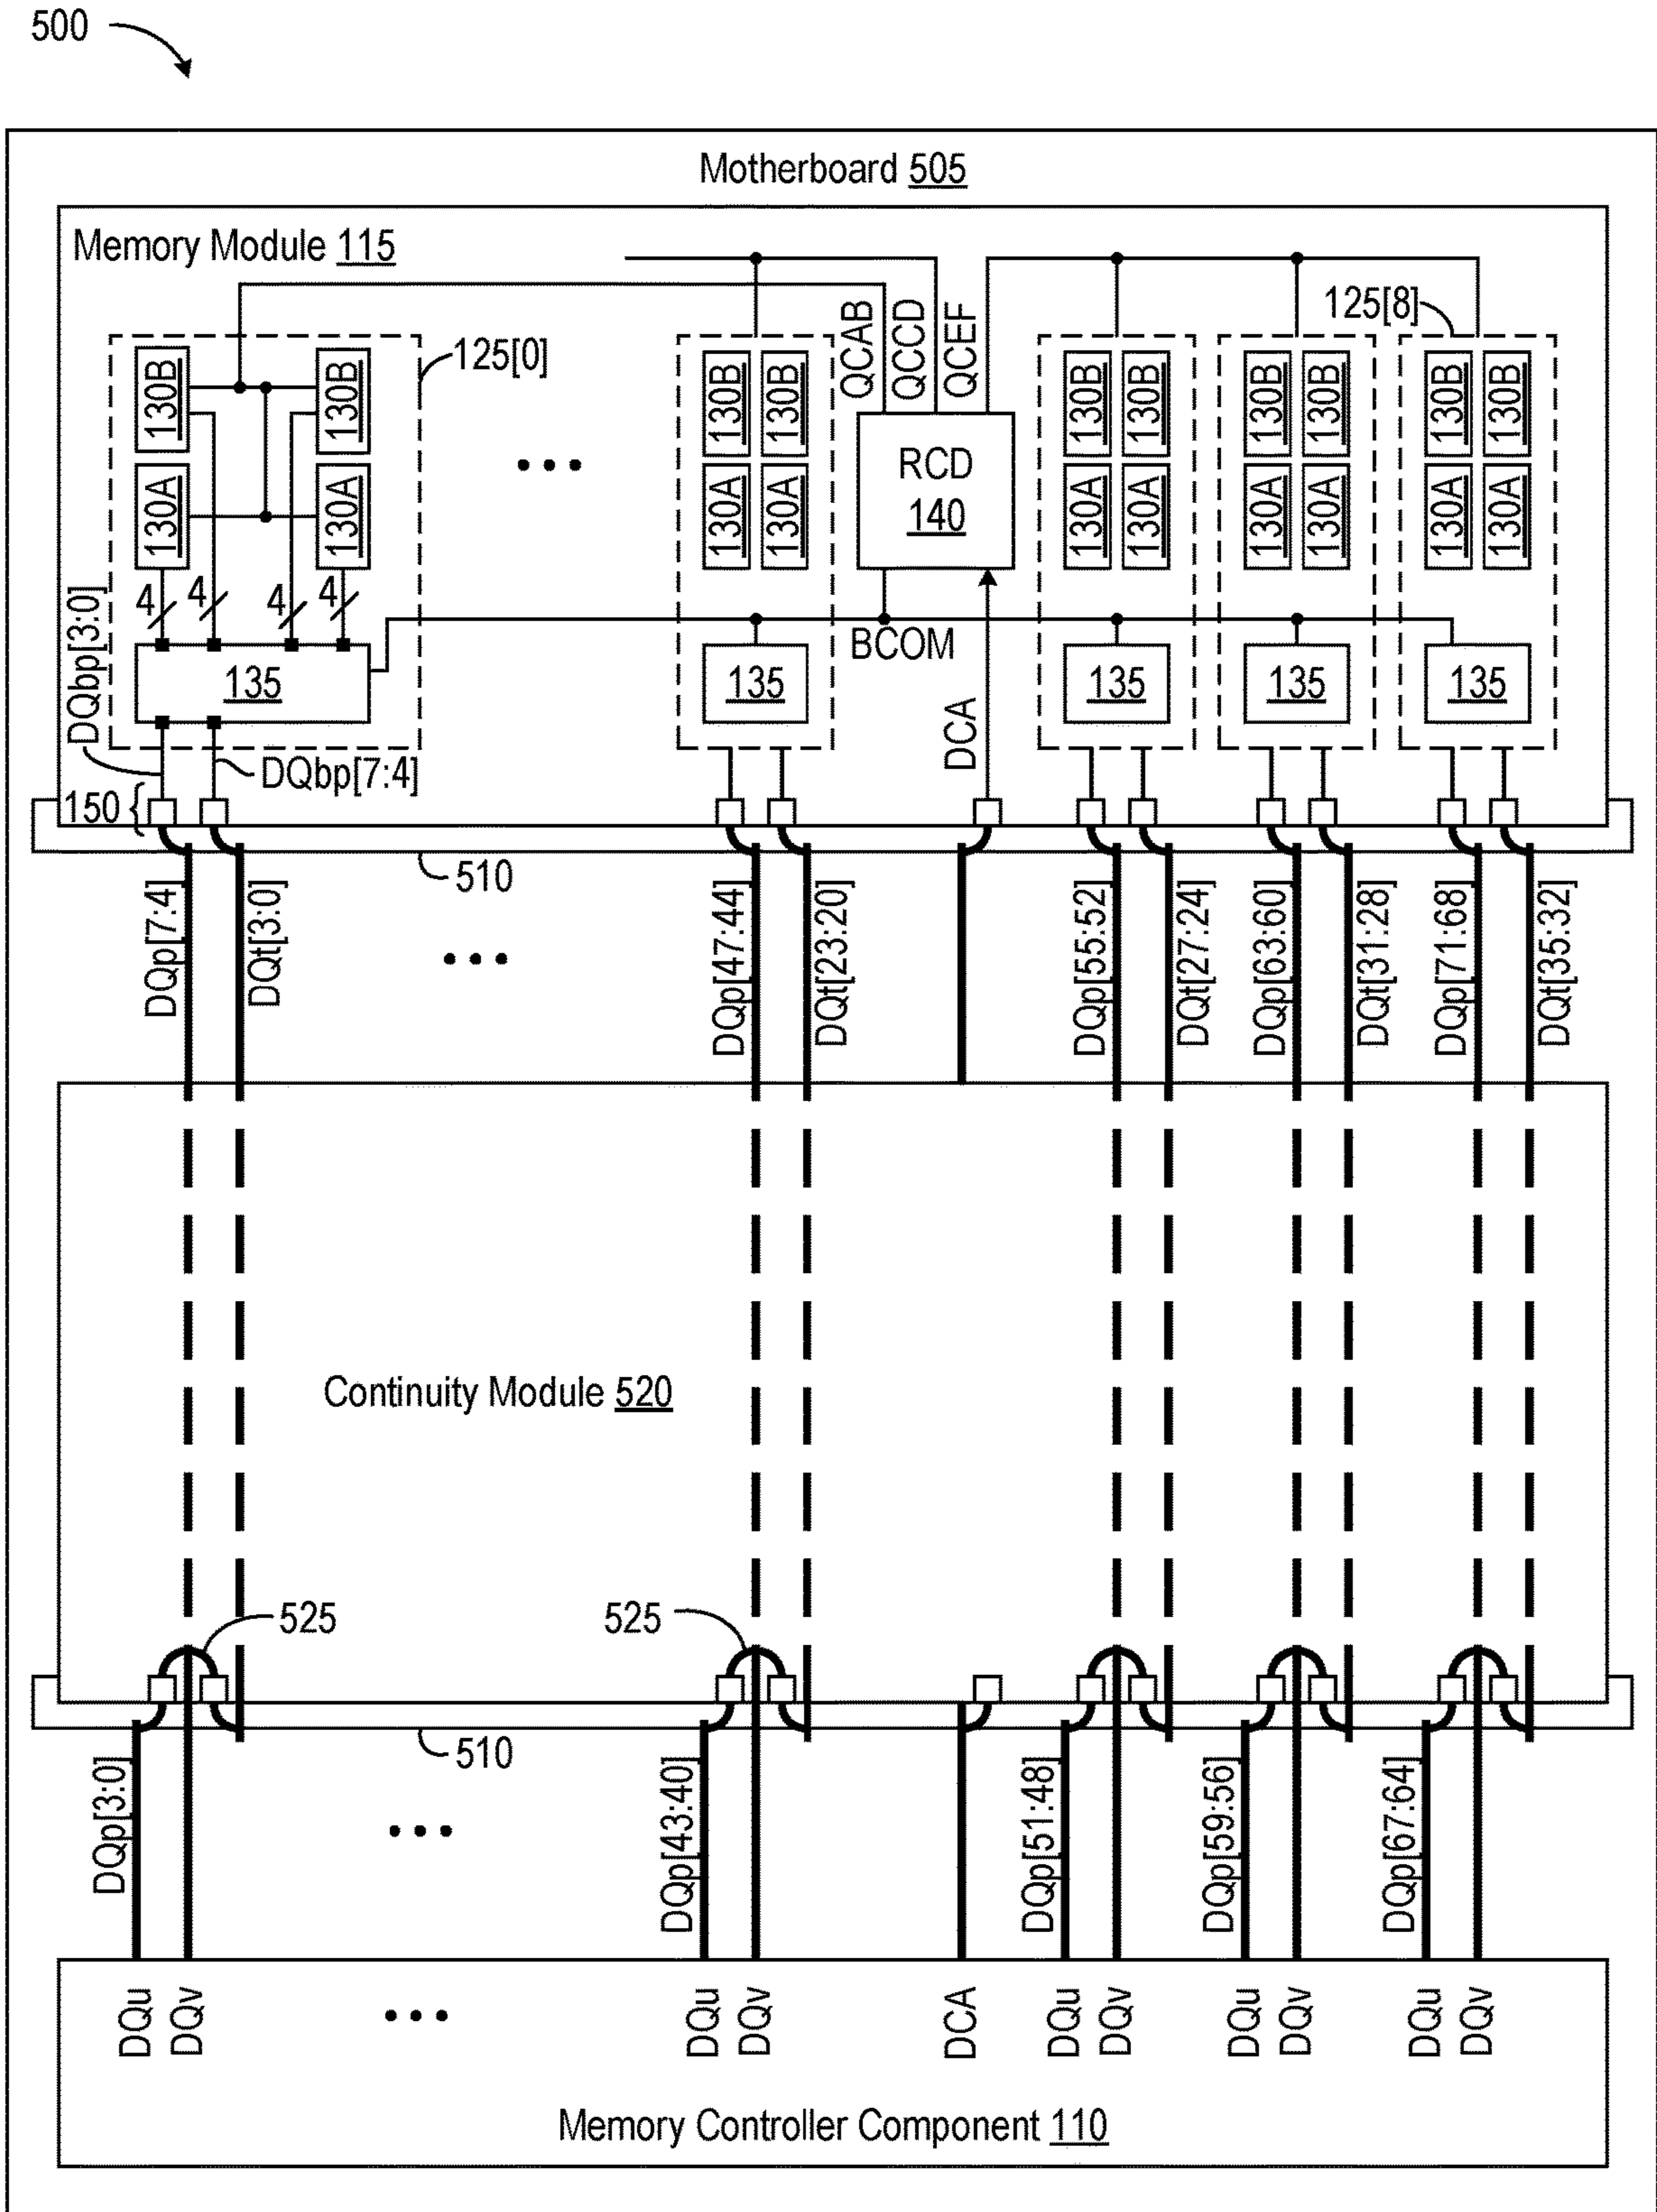 500
Motherboard 505
Memory Module 115
125[0]
125[8]
QCAB
QCCD
QCEF
130B
130B
130B
130B
130B
130B
130B
130B
130B
130B
130A
130A
130A
130A
130A
130A
130A
130A
130A
130A
RCD
140
4
4
4
4
DQbp[3:0]
BCOM
135
135
135
135
135
DCA
DQbp[7:4]
150
510
DQp[7:4]
DQt[3:0]
DQp[47:44]
DQt[23:20]
DQp[55:52]
DQt[27:24]
DQp[63:60]
DQt[31:28]
DQp[71:68]
DQt[35:32]
Continuity Module 520
525
525
510
DQp[3:0]
DQp[43:40]
DQp[51:48]
DQp[59:56]
DQp[67:64]
DQu
DQv
DQu
DQv
DCA
DQu
DQv
DQu
DQv
DQu
DQv
Memory Controller Component 110